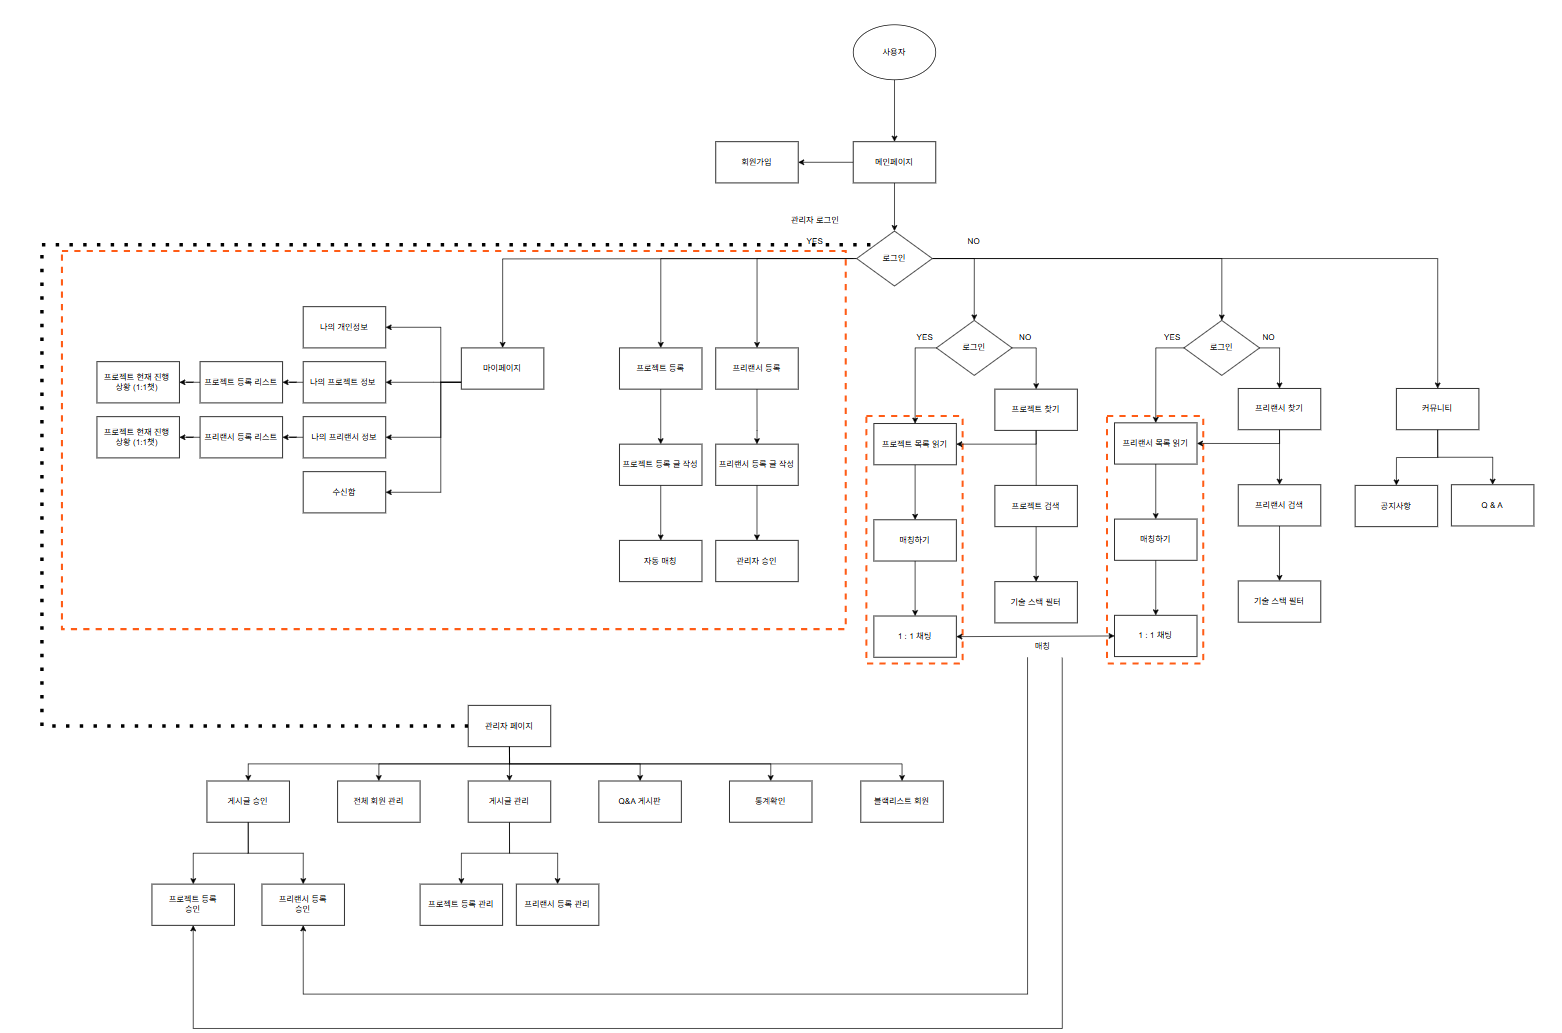 사용자
회원가입
메인페이지
관리자 로그인
YES
NO
로그인
나의 개인정보
YES
로그인
NO
YES
로그인
NO
프로젝트 현재 진행
상황 (1:1챗)
프로젝트 등록 리스트
나의 프로젝트 정보
마이페이지
프로젝트 등록
프리랜서 등록
프로젝트 찾기
프리랜서 찾기
커뮤니티
프로젝트 현재 진행
상황 (1:1챗)
프리랜서 등록 리스트
나의 프리랜서 정보
프로젝트 목록 읽기
프리랜서 목록 읽기
프로젝트 등록 글 작성
프리랜서 등록 글 작성
수신함
프로젝트 검색
프리랜서 검색
공지사항
Q & A
자동 매칭
관리자 승인
매칭하기
매칭하기
기술 스택 필터
기술 스택 필터
1 : 1 채팅
1 : 1 채팅
매칭
관리자 페이지
게시글 승인
전체 회원 관리
게시글 관리
Q&A 게시판
통계확인
블랙리스트 회원
프로젝트 등록
승인
프리랜서 등록
승인
프로젝트 등록 관리
프리랜서 등록 관리